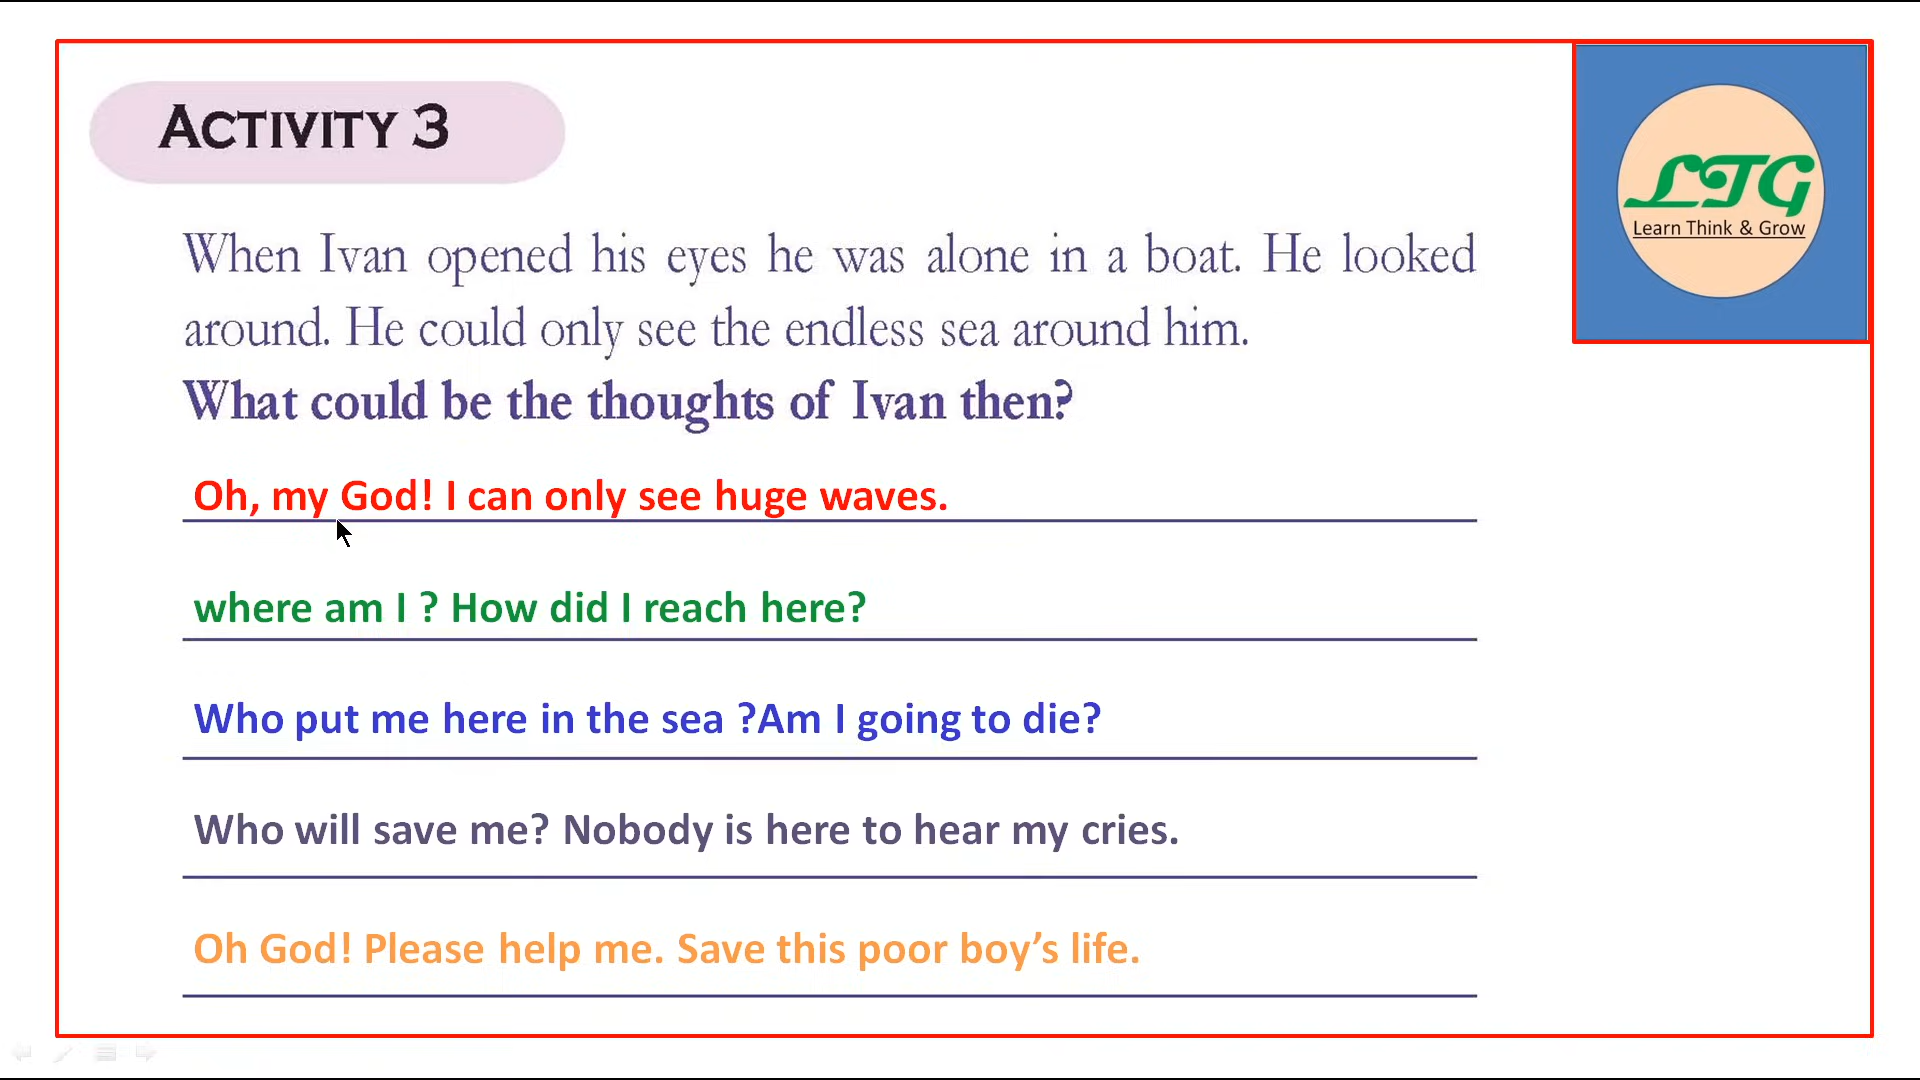 ACTIVITY 3
LTG
Learn Think & Grow
When Ivan opened his eyes he was alone in a boat. He looked
around. He could only see the endless sea around him.
What could be the thoughts of Ivan then?
Oh, my God! I can only see huge waves.
where am I ? How did I reach here?
Who put me here in the sea ?Am I going to die?
Who will save me? Nobody is here to hear my cries.
Oh God! Please help me. Save this poor boy’s life.